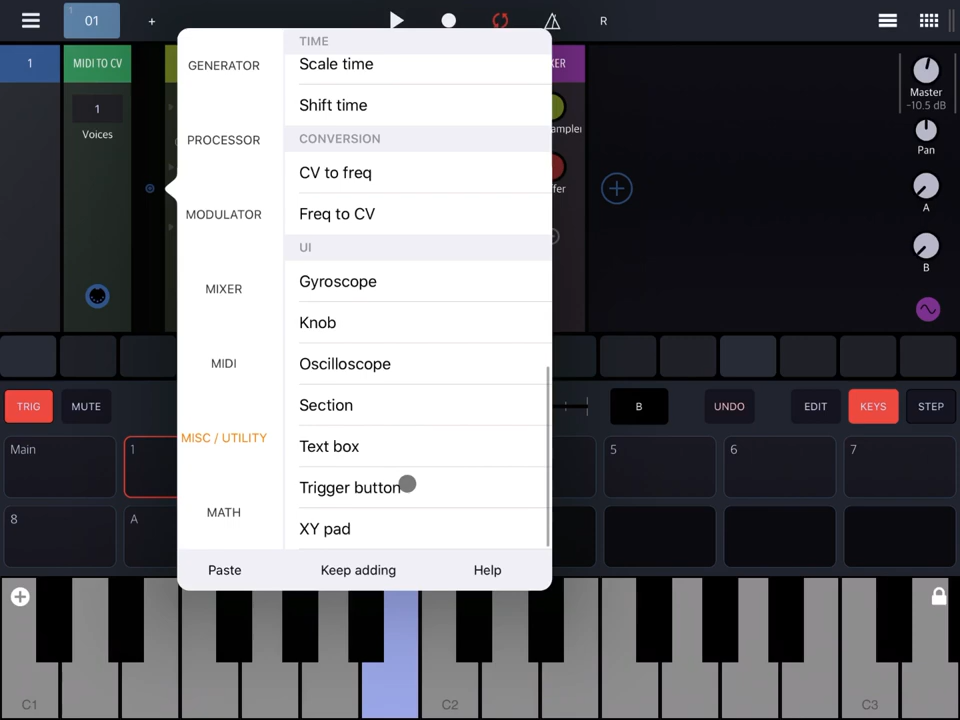 1
01
+
R
1
MIDI TO CV
1
Voices
TIME
Scale time
Shift time
CONVERSION
CV to freq
Freq to CV
UI
Gyroscope
Knob
Oscilloscope
Section
Text box
Trigger button
XY pad
GENERATOR
PROCESSOR
MODULATOR
MIXER
MIDI
MISC / UTILITY
MATH
Paste
Keep adding
Help
Master
-10.5 dB
Pan
A
B
TRIG
MUTE
B
UNDO
EDIT
KEYS
STEP
Main
1
5
6
7
8
A
C1
C2
C3